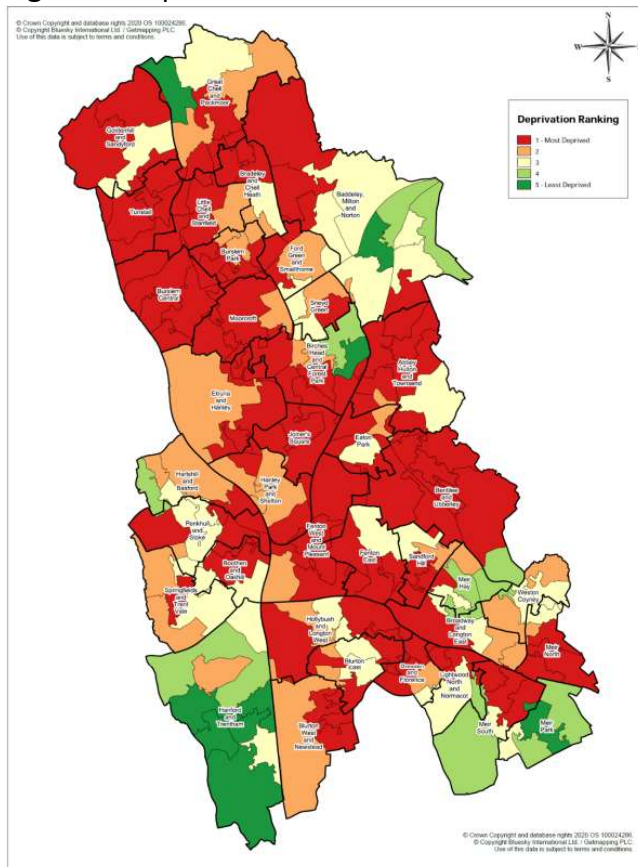 © Crown Copyright and database rights 2020 OS 100024286.
© Copyright Bluesky International Ltd. / Getmapping PLC
Use of this data is subject to terms and conditions.
N
W
E
S
Deprivation Ranking
1 - Most Deprived
2
3
4
5 - Least Deprived
Great
Chell
and
Packmoor
Goldenhill
and
Sandyford
Bradeley
and
Chell
Heath
Tunstall
Little
Chell
and
Stanfield
Baddeley,
Milton
and
Norton
Burslem
Park
Ford
Green
and
Smallthorne
Burslem
Central
Sneyd
Green
Moorcroft
Birches
Head
and
Central
Forest
Park
Abbey
Hulton
and
Townsend
Etruria
and
Hanley
Joiner's
Square
Eaton
Park
Hartshill
and
Basford
Hanley
Park
and
Shelton
Bentilee
and
Ubberley
Penkhull
and
Stoke
Fenton
West
and
Mount
Pleasant
Fenton
East
Sandford
Hill
Boothen
and
Oakhill
Meir
Hay
Weston
Coyney
Springfields
and
Trent
Vale
Hollybush
and
Longton
West
Broadway
and
Longton
East
Meir
North
Blurton
East
Dresden
and
Florence
Lightwood
North
and
Normacot
Hanford
and
Trentham
Blurton
West
and
Newstead
Meir
South
Meir
Park
© Crown Copyright and database rights 2020 OS 100024286.
© Copyright Bluesky International Ltd. / Getmapping PLC
Use of this data is subject to terms and conditions.